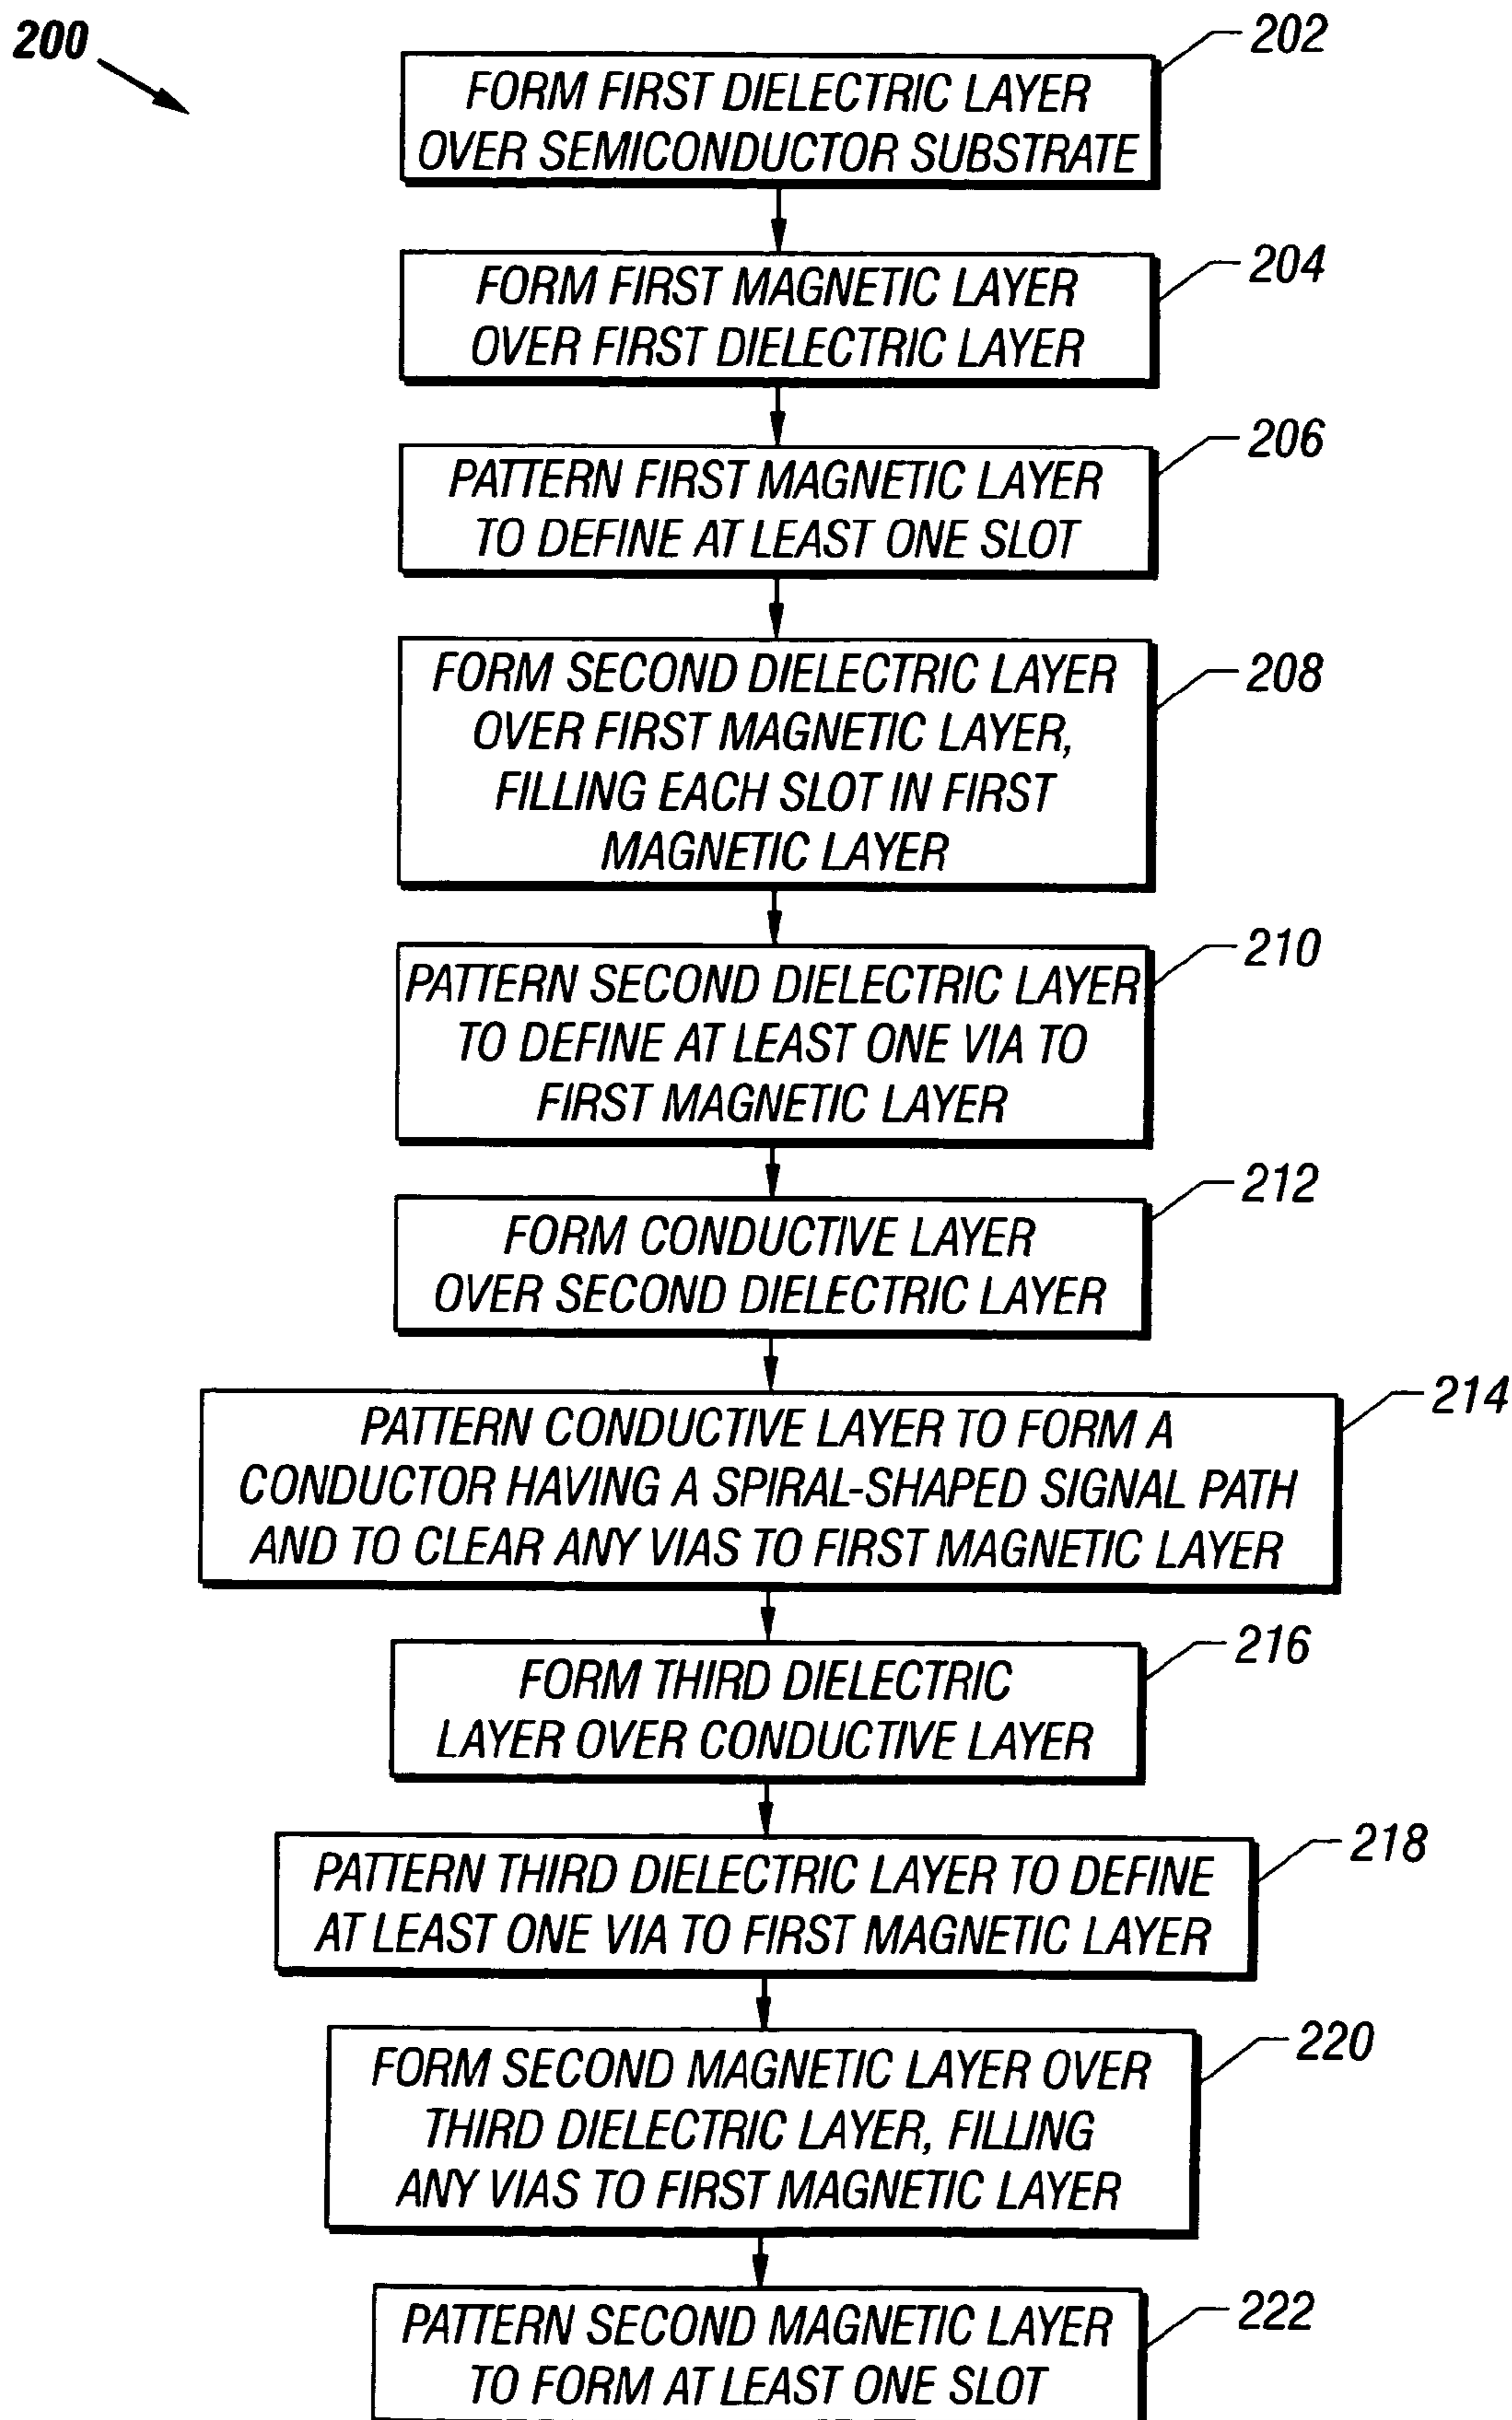 200
202
FORM FIRST DIELECTRIC LAYER
OVER SEMICONDUCTOR SUBSTRATE
204
FORM FIRST MAGNETIC LAYER
OVER FIRST DIELECTRIC LAYER
206
PATTERN FIRST MAGNETIC LAYER
TO DEFINE AT LEAST ONE SLOT
208
FORM SECOND DIELECTRIC LAYER
OVER FIRST MAGNETIC LAYER,
FILLING EACH SLOT IN FIRST
MAGNETIC LAYER
210
PATTERN SECOND DIELECTRIC LAYER
TO DEFINE AT LEAST ONE VIA TO
FIRST MAGNETIC LAYER
212
FORM CONDUCTIVE LAYER
OVER SECOND DIELECTRIC LAYER
214
PATTERN CONDUCTIVE LAYER TO FORM A
CONDUCTOR HAVING A SPIRAL-SHAPED SIGNAL PATH
AND TO CLEAR ANY VIAS TO FIRST MAGNETIC LAYER
216
FORM THIRD DIELECTRIC
LAYER OVER CONDUCTIVE LAYER
218
PATTERN THIRD DIELECTRIC LAYER TO DEFINE
AT LEAST ONE VIA TO FIRST MAGNETIC LAYER
220
FORM SECOND MAGNETIC LAYER OVER
THIRD DIELECTRIC LAYER, FILLING
ANY VIAS TO FIRST MAGNETIC LAYER
222
PATTERN SECOND MAGNETIC LAYER
TO FORM AT LEAST ONE SLOT